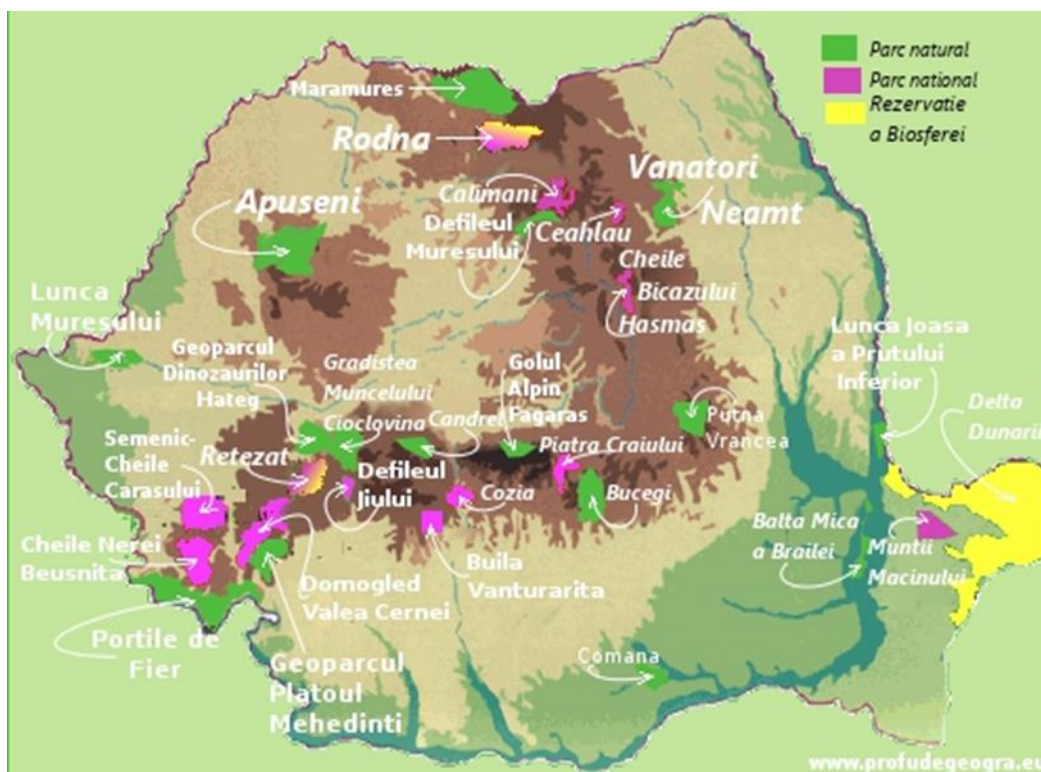 Parc natural
Parc national
Rezervatie
a Biosferei
Maramures
Rodna
Vanatori
Neamt
Calimani
Apuseni
Defileul
Muresului
Ceahlau
Cheile
Bicazului
Hasmas
Lunca
Muresului
Lunca Joasa
a Prutului
Inferior
Geoparcul
Dinozaurilor
Hateg
Gradistea
Muncelului
Cioclovina
Golul
Alpin
Fagaras
Candrel
Putna
Vrancea
Delta
Dunarii
Semenic-
Cheile
Carasului
Retezat
Piatra Craiului
Defileul
Jiului
Cozia
Bucegi
Balta Mica
a Brailei
Muntii
Macinului
Cheile Nerei
Beusnita
Domogled
Valea Cernei
Buila
Vanturarita
Portile de
Fier
Geoparcul
Platoul
Mehedinti
Comana
www.profudegeogra.eu